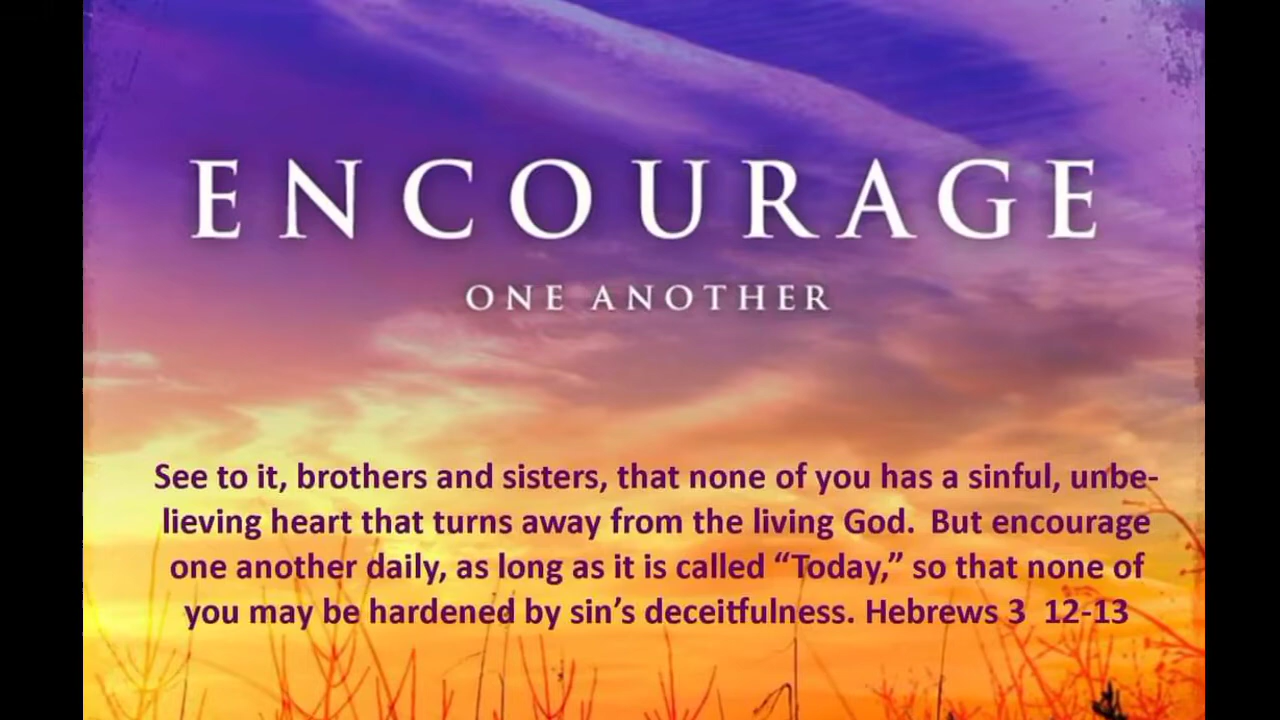 ENCOURAGE
ONE ANOTHER
See to it, brothers and sisters, that none of you has a sinful, unbe-
lieving heart that turns away from the living God.  But encourage
one another daily, as long as it is called “Today,” so that none of
you may be hardened by sin’s deceitfulness. Hebrews 3  12-13